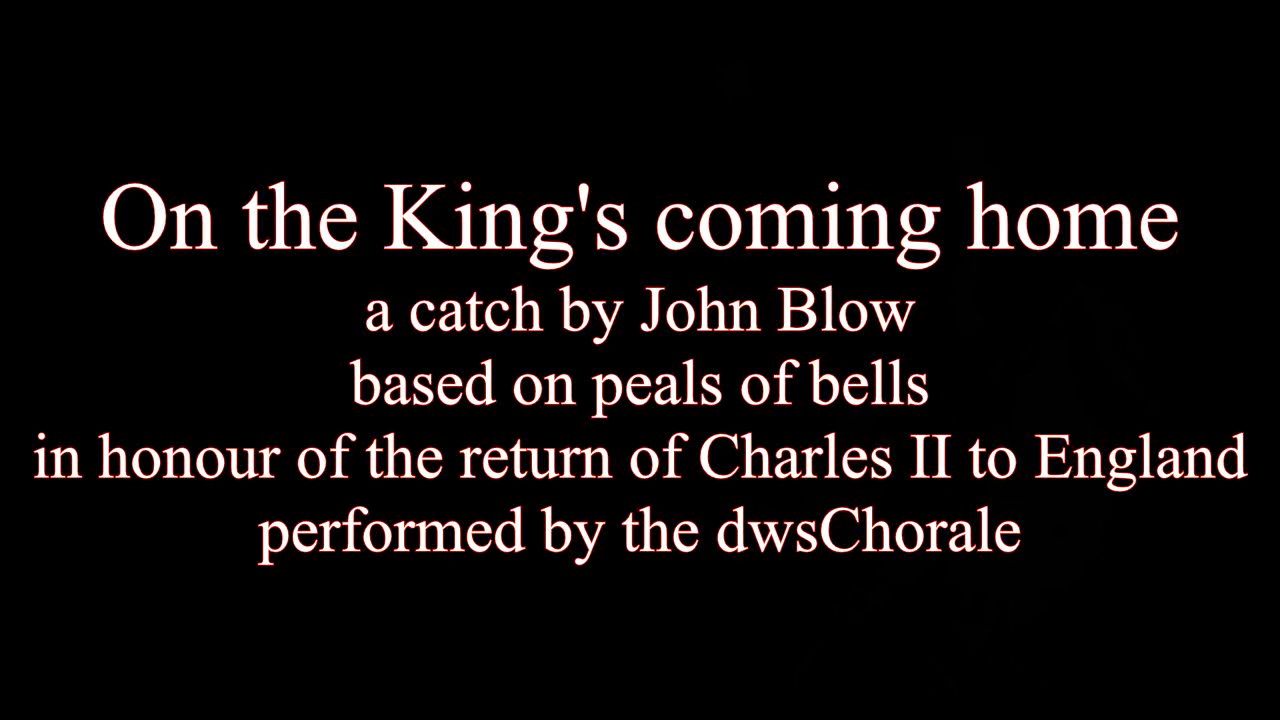 On the King's coming home
a catch by John Blow
based on peals of bells
in honour of the return of Charles II to England
performed by the dwsChorale